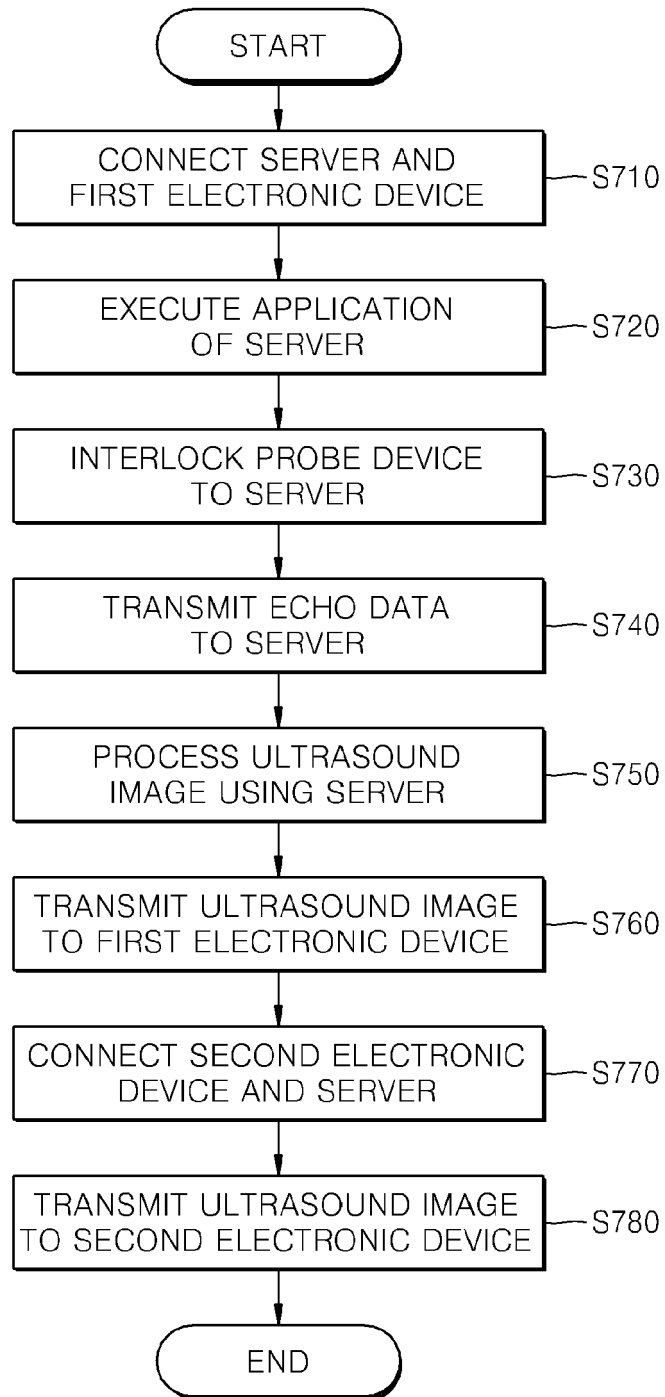 START
CONNECT SERVER AND
FIRST ELECTRONIC DEVICE
S710
EXECUTE APPLICATION
OF SERVER
S720
INTERLOCK PROBE DEVICE
TO SERVER
S730
TRANSMIT ECHO DATA
TO SERVER
S740
PROCESS ULTRASOUND
IMAGE USING SERVER
S750
TRANSMIT ULTRASOUND IMAGE
TO FIRST ELECTRONIC DEVICE
S760
CONNECT SECOND ELECTRONIC
DEVICE AND SERVER
S770
TRANSMIT ULTRASOUND IMAGE
TO SECOND ELECTRONIC DEVICE
S780
END